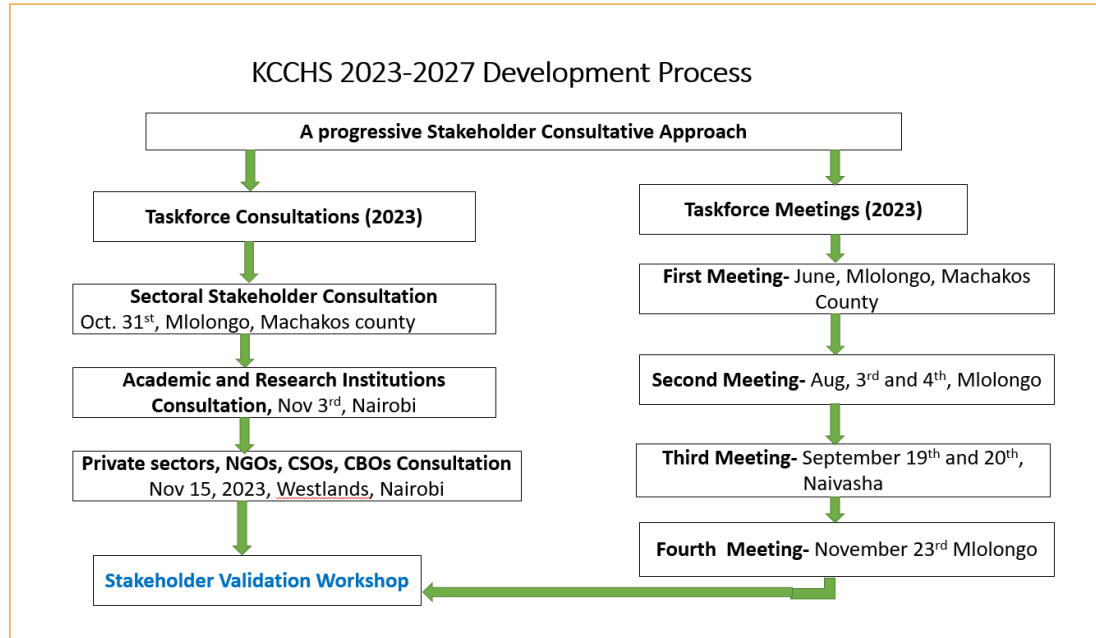 KCCHS 2023-2027 Development Process
A progressive Stakeholder Consultative Approach
Taskforce Consultations (2023)
Sectoral Stakeholder Consultation
Oct. 31st, Mlolongo, Machakos county
Academic and Research Institutions
Consultation, Nov 3rd, Nairobi
Private sectors, NGOs, CSOs, CBOs Consultation
Nov 15, 2023, Westlands, Nairobi
Stakeholder Validation Workshop
Taskforce Meetings (2023)
First Meeting- June, Mlolongo, Machakos
County
Second Meeting- Aug, 3rd and 4th, Mlolongo
Third Meeting- September 19th and 20th,
Naivasha
Fourth  Meeting- November 23rd Mlolongo